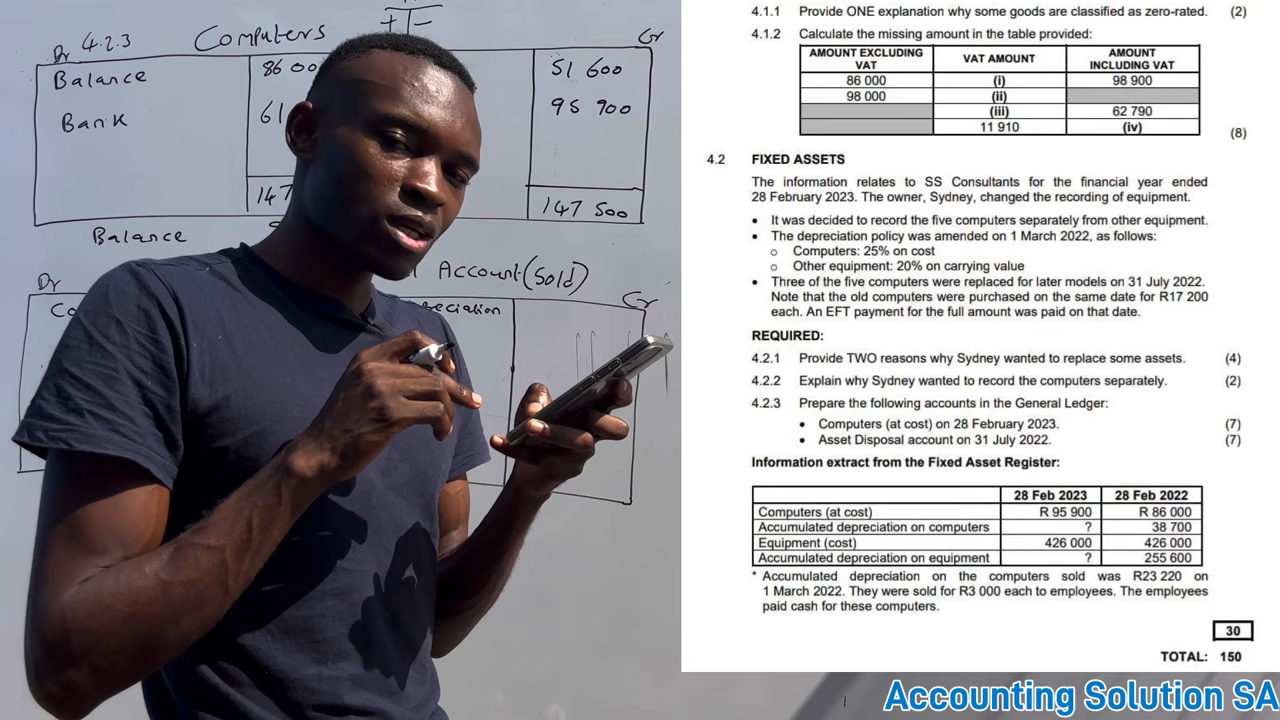 Dr 4.2.3 Computers + - Cr
Balance 86 00 51 600
Bank 61 95 900
147 147 500
Balance
Dr Account (Sold) Cr
Co reciation
4.1.1 Provide ONE explanation why some goods are classified as zero-rated. (2)
4.1.2 Calculate the missing amount in the table provided:
AMOUNT EXCLUDING VAT VAT AMOUNT AMOUNT INCLUDING VAT
86 000 (i) 98 900
98 000 (ii)
(iii) 62 790
11 910 (iv)
(8)
4.2 FIXED ASSETS
The information relates to SS Consultants for the financial year ended
28 February 2023. The owner, Sydney, changed the recording of equipment.
• It was decided to record the five computers separately from other equipment.
• The depreciation policy was amended on 1 March 2022, as follows:
o Computers: 25% on cost
o Other equipment: 20% on carrying value
• Three of the five computers were replaced for later models on 31 July 2022.
Note that the old computers were purchased on the same date for R17 200
each. An EFT payment for the full amount was paid on that date.
REQUIRED:
4.2.1 Provide TWO reasons why Sydney wanted to replace some assets. (4)
4.2.2 Explain why Sydney wanted to record the computers separately. (2)
4.2.3 Prepare the following accounts in the General Ledger:
• Computers (at cost) on 28 February 2023. (7)
• Asset Disposal account on 31 July 2022. (7)
Information extract from the Fixed Asset Register:
28 Feb 2023 28 Feb 2022
Computers (at cost) R 95 900 R 86 000
Accumulated depreciation on computers ? 38 700
Equipment (cost) 426 000 426 000
Accumulated depreciation on equipment ? 255 600
* Accumulated depreciation on the computers sold was R23 220 on
1 March 2022. They were sold for R3 000 each to employees. The employees
paid cash for these computers.
30
TOTAL: 150
Accounting Solution SA